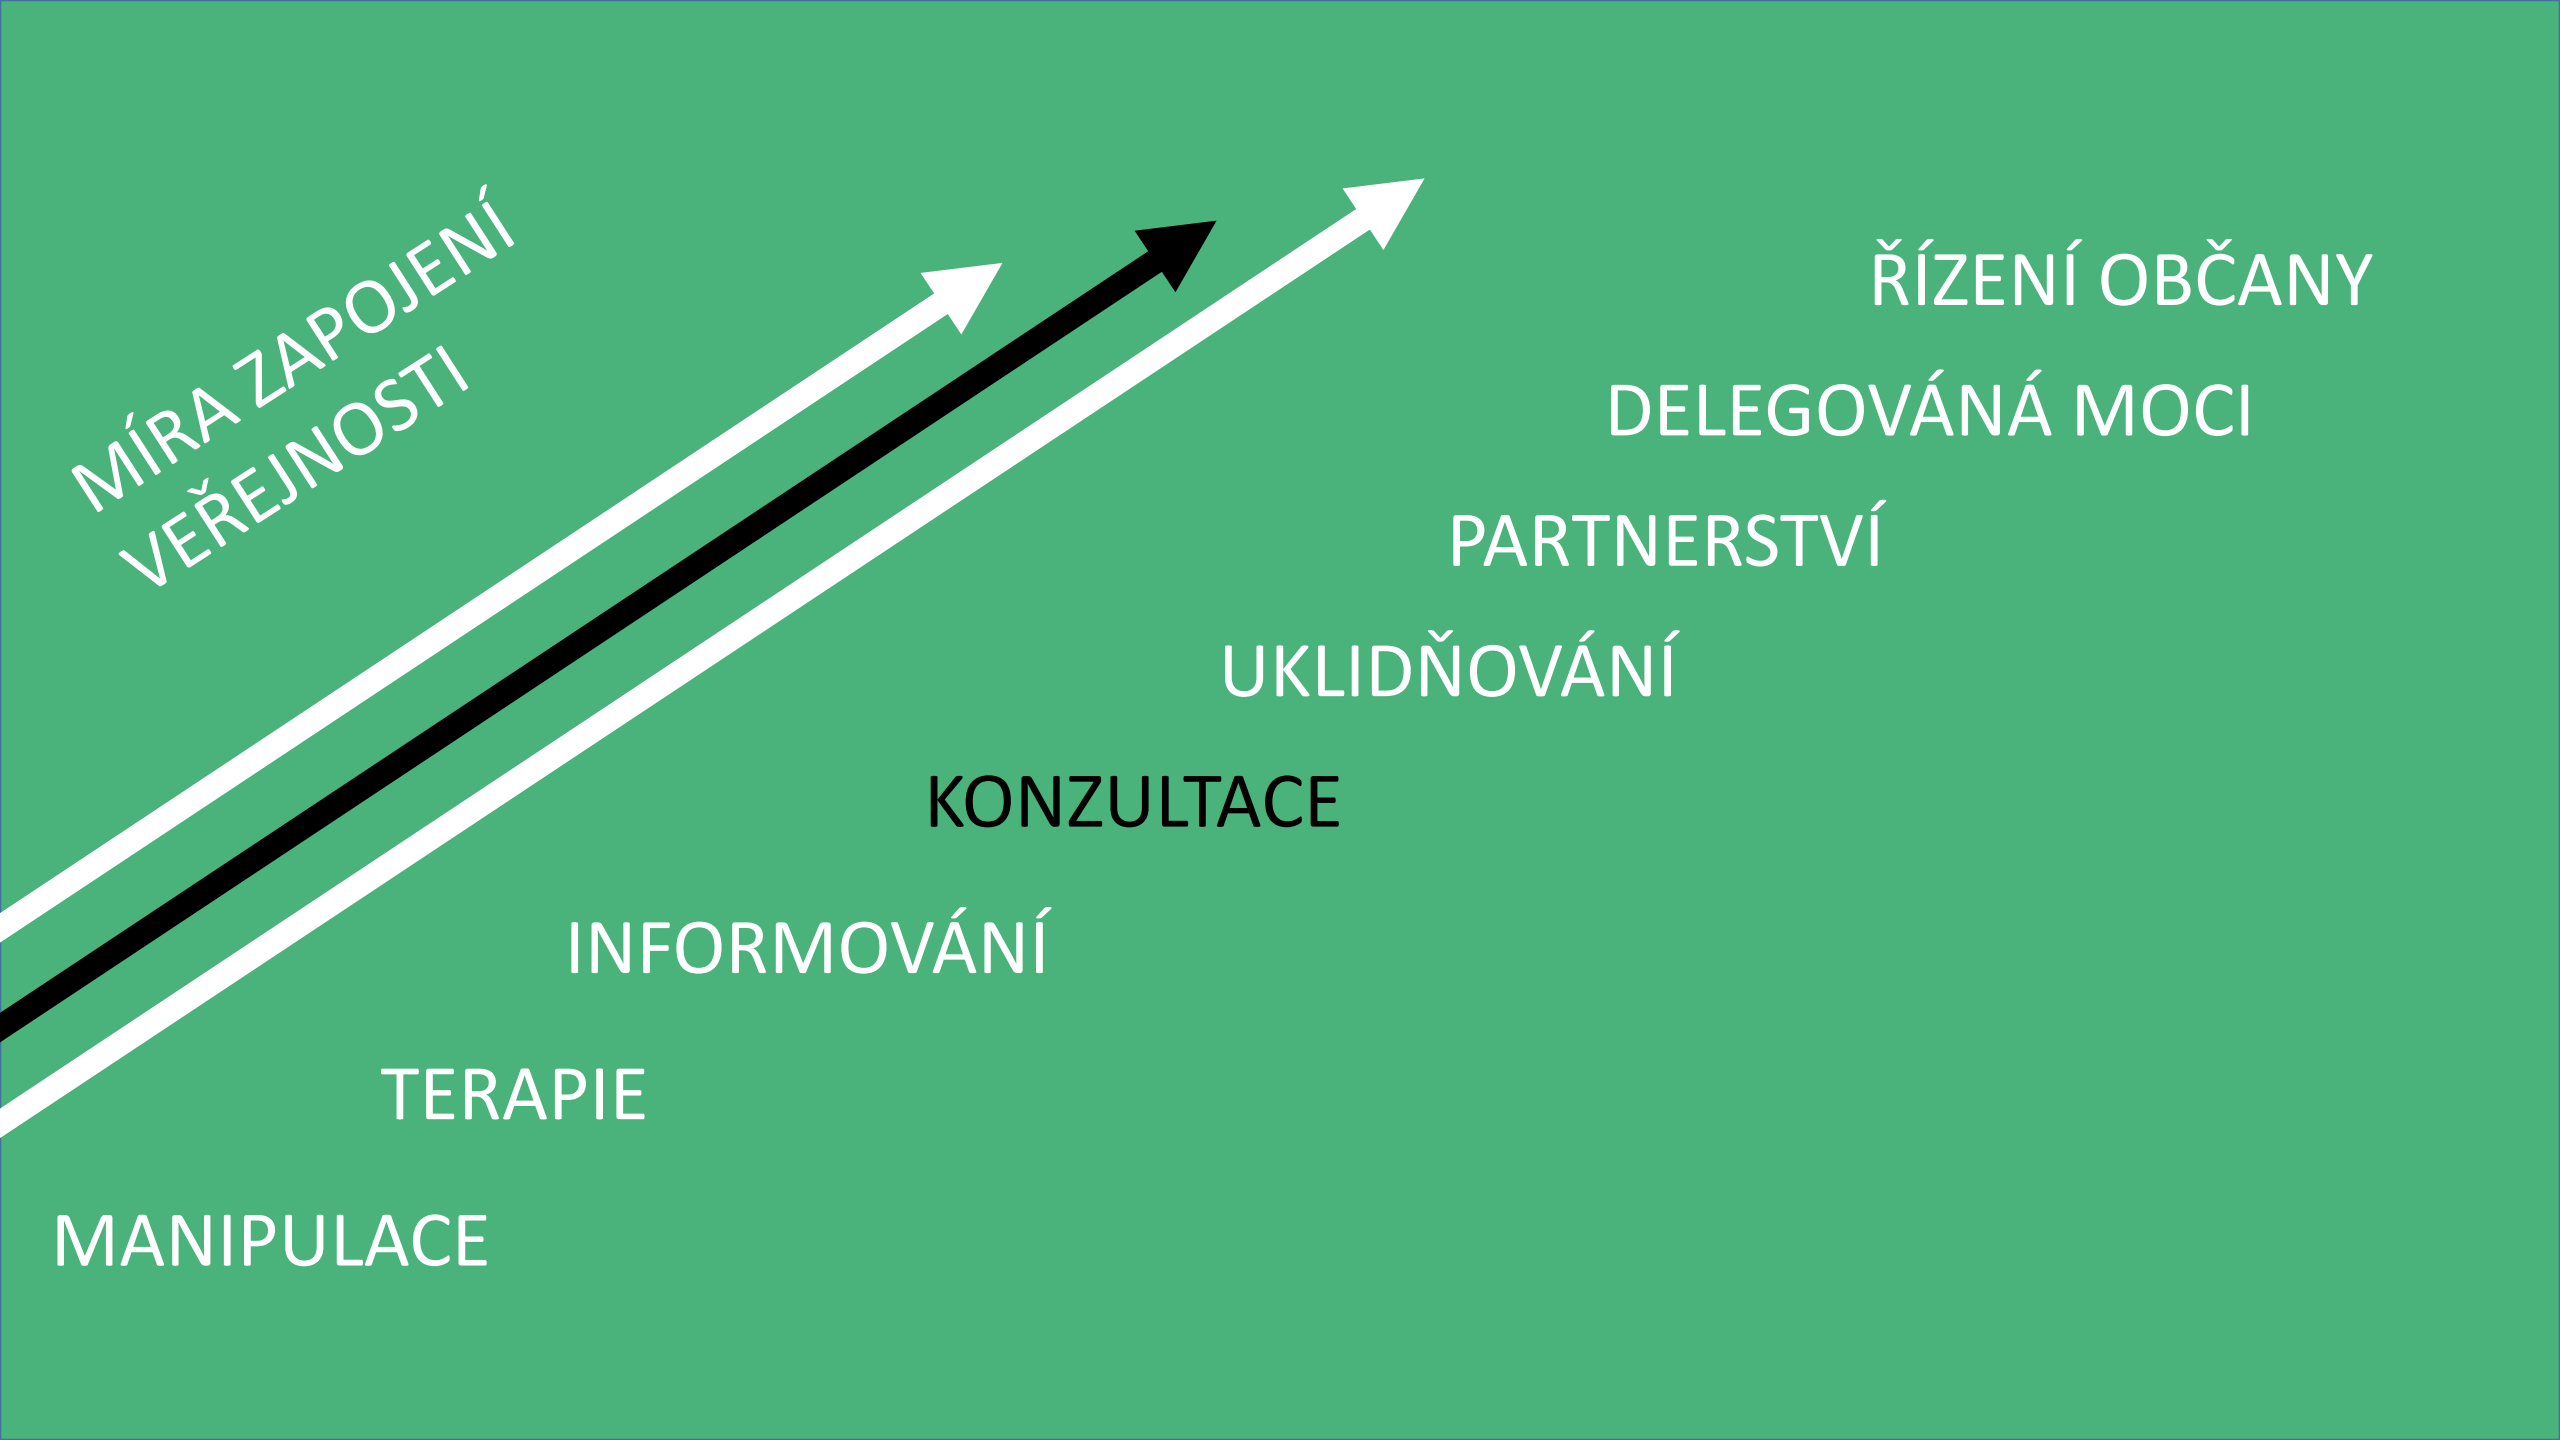 MÍRA ZAPOJENÍ
VEŘEJNOSTI
ŘÍZENÍ OBČANY
DELEGOVÁNÁ MOCI
PARTNERSTVÍ
UKLIDŇOVÁNÍ
KONZULTACE
INFORMOVÁNÍ
TERAPIE
MANIPULACE